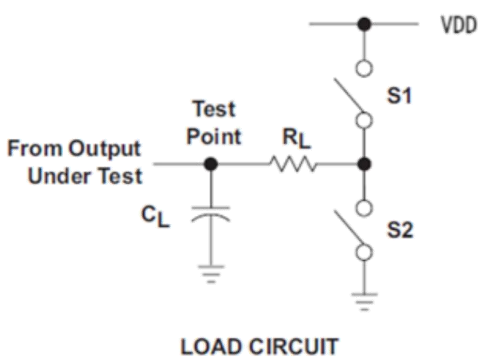 VDD
S1
Test
Point
RL
From Output
Under Test
CL
S2
LOAD CIRCUIT